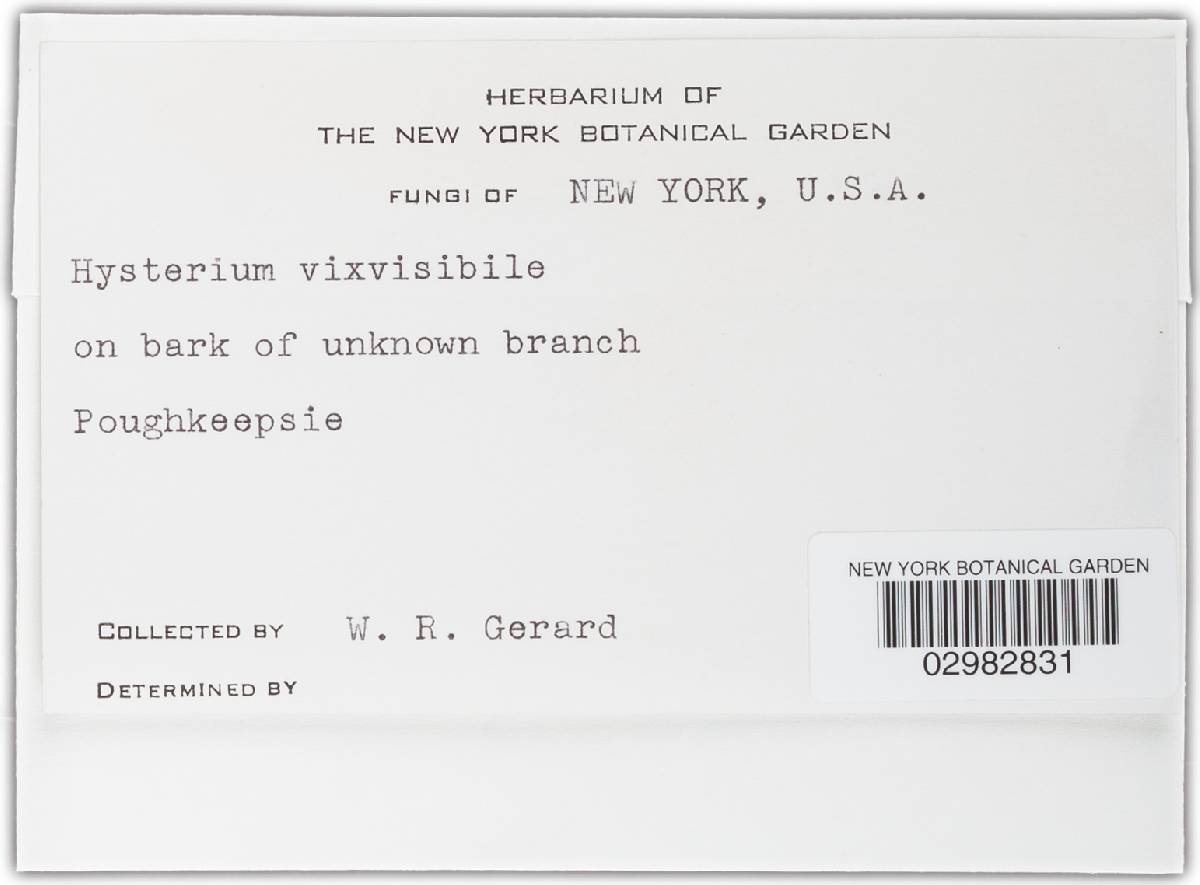 HERBARIUM OF
THE NEW YORK BOTANICAL GARDEN
FUNGI OF NEW YORK, U.S.A.
Hysterium vixvisibile
on bark of unknown branch
Poughkeepsie
COLLECTED BY W. R. Gerard
DETERMINED BY
NEW YORK BOTANICAL GARDEN
02982831